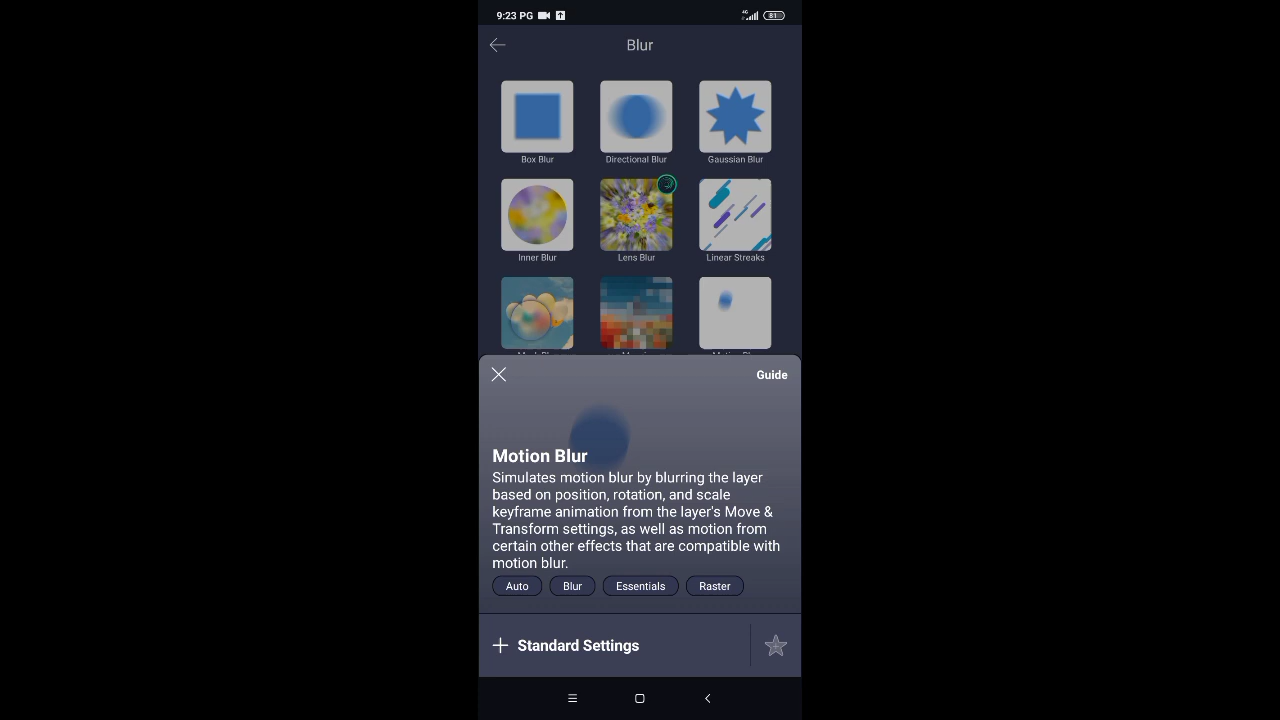 9:23 PG
4G
81
Blur
Box Blur
Directional Blur
Gaussian Blur
Inner Blur
Lens Blur
Linear Streaks
Guide
Motion Blur
Simulates motion blur by blurring the layer
based on position, rotation, and scale
keyframe animation from the layer's Move &
Transform settings, as well as motion from
certain other effects that are compatible with
motion blur.
Auto
Blur
Essentials
Raster
Standard Settings